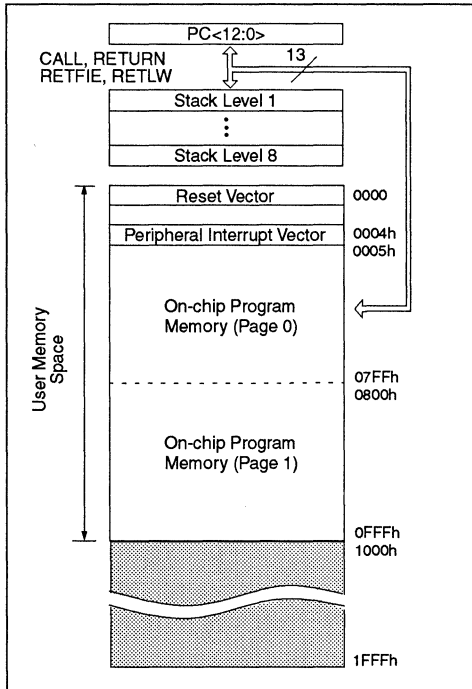 PC<12:0>
CALL, RETURN
RETFIE, RETLW
13
Stack Level 1
Stack Level 8
Reset Vector
0000
Peripheral Interrupt Vector
0004h
0005h
User Memory
Space
On-chip Program
Memory (Page 0)
07FFh
0800h
On-chip Program
Memory (Page 1)
0FFFh
1000h
1FFFh